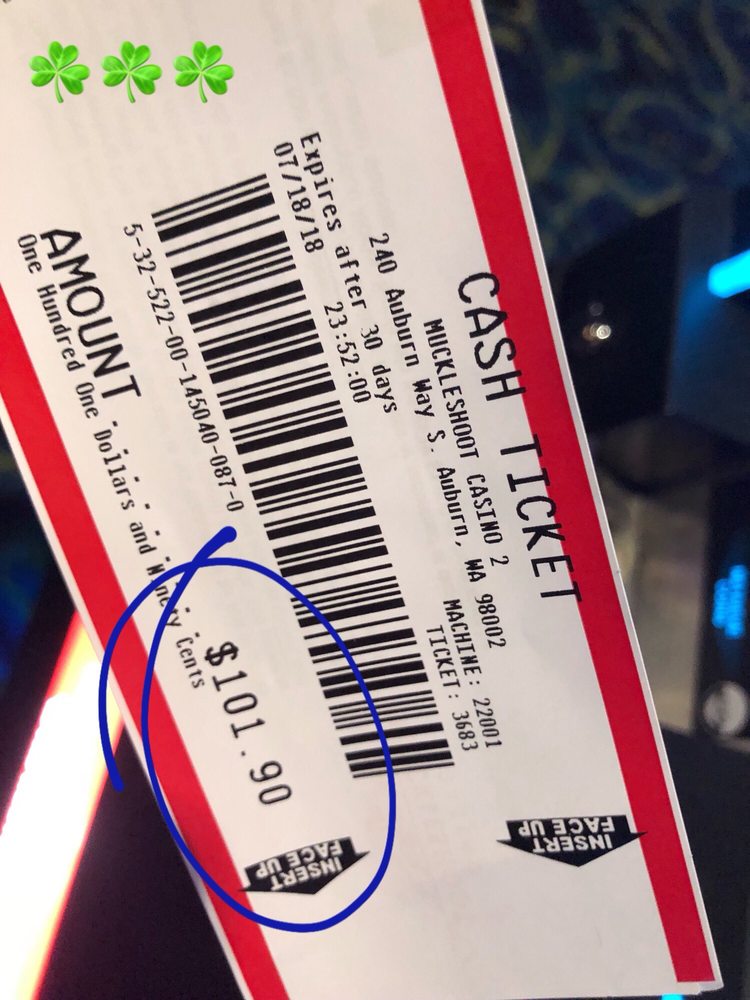 CASH TICKET
MUCKLESHOOT CASINO 2
240 Auburn Way S. Auburn, WA 98002
Expires after 30 days
MACHINE: 22001
07/18/18 23:52:00
TICKET: 3683
5-32-522-00-145040-087-0
AMOUNT . . . . . . . . $101.90
One Hundred One Dollars and Ninety Cents
INSERT
FACE UP
INSERT
FACE UP